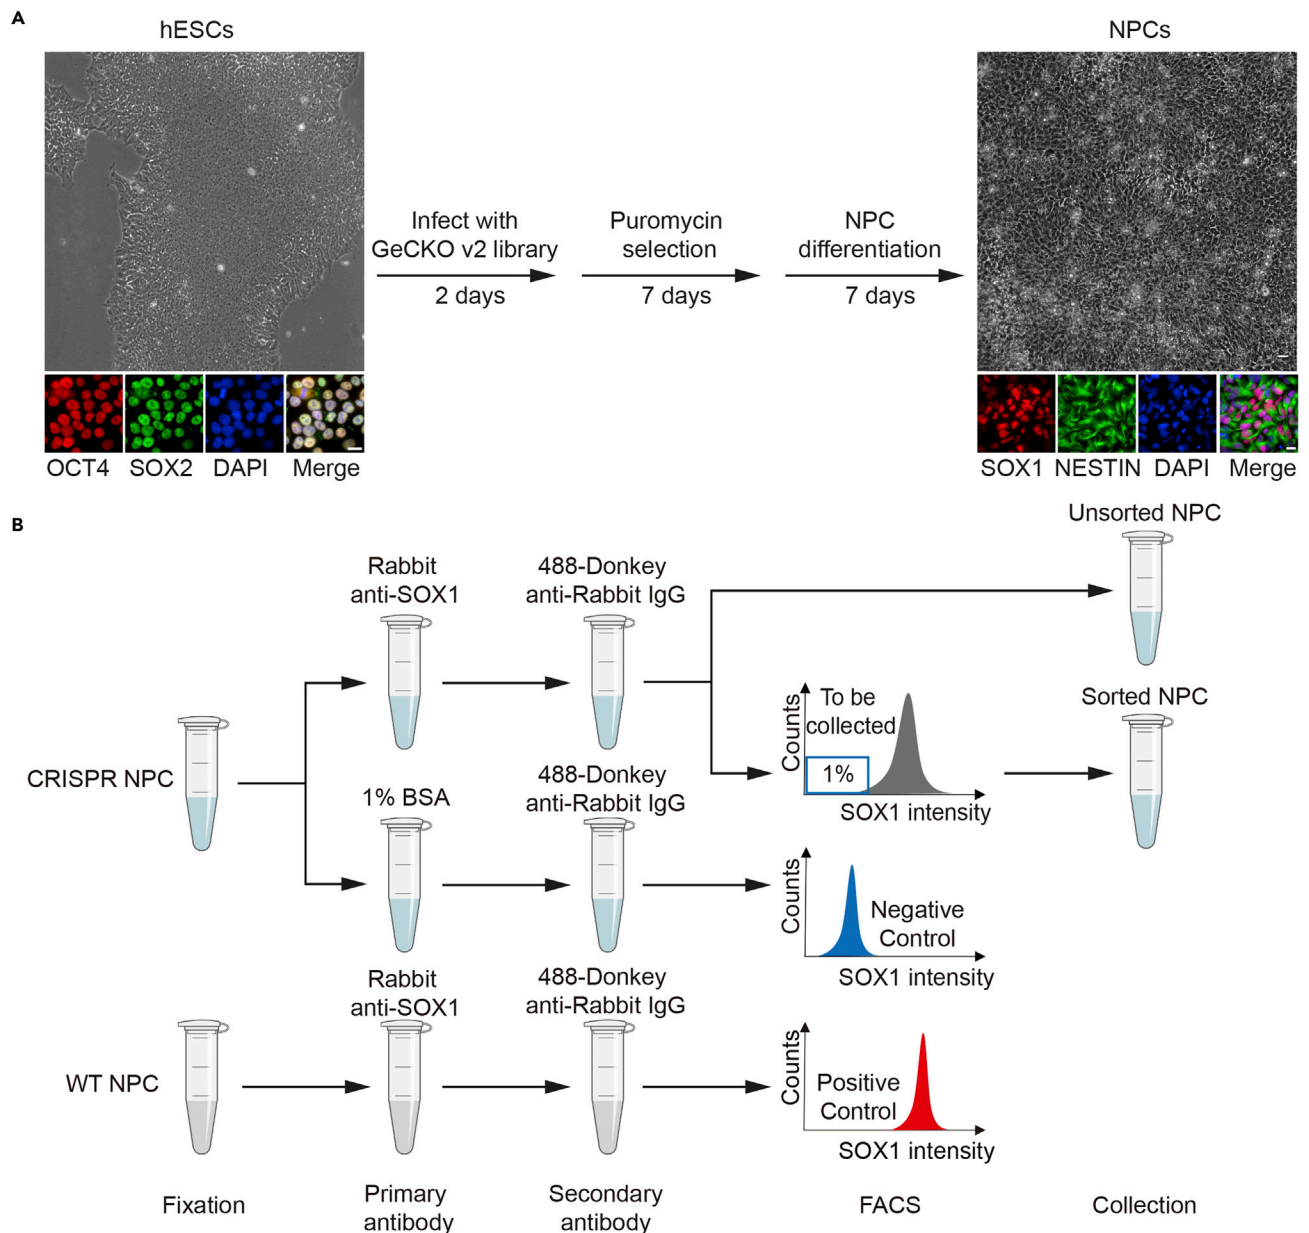 A
hESCs
NPCs
Infect with
GeCKO v2 library
2 days
Puromycin
selection
7 days
NPC
differentiation
7 days
OCT4 SOX2 DAPI Merge
SOX1 NESTIN DAPI Merge
B
Unsorted NPC
Rabbit
anti-SOX1
488-Donkey
anti-Rabbit IgG
Sorted NPC
Counts
To be
collected
1%
SOX1 intensity
CRISPR NPC
1% BSA
488-Donkey
anti-Rabbit IgG
Counts
Negative
Control
SOX1 intensity
Rabbit
anti-SOX1
488-Donkey
anti-Rabbit IgG
WT NPC
Counts
Positive
Control
SOX1 intensity
Fixation
Primary
antibody
Secondary
antibody
FACS
Collection